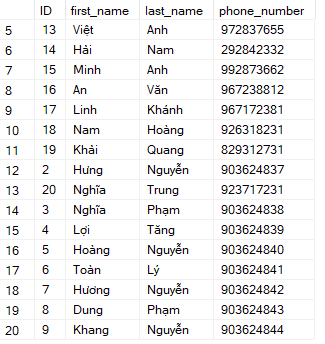 ID first_name last_name phone_number
5 13 Việt Anh 972837655
6 14 Hải Nam 292842332
7 15 Minh Anh 992873662
8 16 An Văn 967238812
9 17 Linh Khánh 967172381
10 18 Nam Hoàng 926318231
11 19 Khải Quang 829312731
12 2 Hưng Nguyễn 903624837
13 20 Nghĩa Trung 923717231
14 3 Nghĩa Phạm 903624838
15 4 Lợi Tăng 903624839
16 5 Hoàng Nguyễn 903624840
17 6 Toàn Lý 903624841
18 7 Hương Nguyễn 903624842
19 8 Dung Phạm 903624843
20 9 Khang Nguyễn 903624844